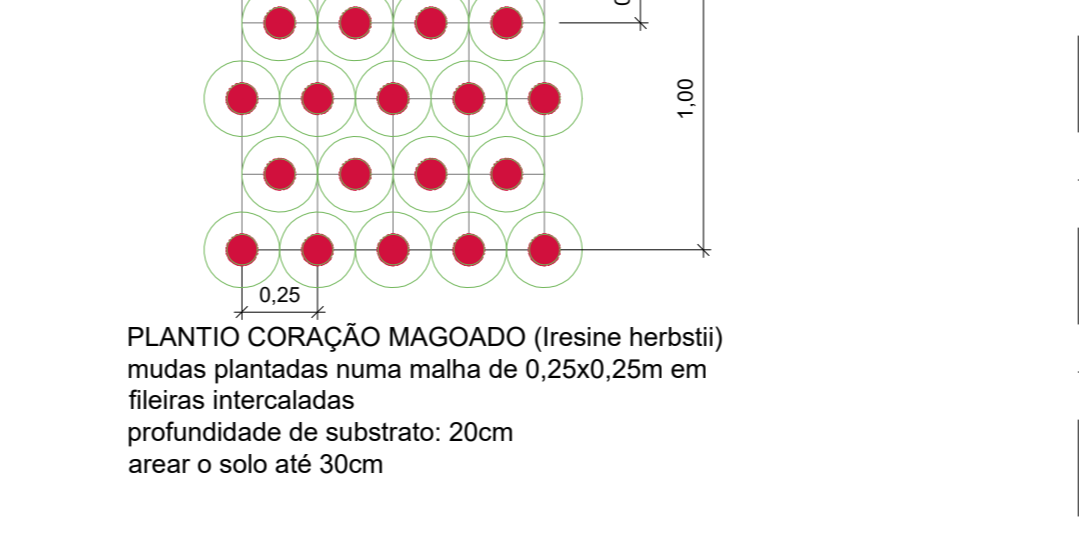 1,00
0,25
PLANTIO CORAÇÃO MAGOADO (Iresine herbstii)
mudas plantadas numa malha de 0,25x0,25m em
fileiras intercaladas
profundidade de substrato: 20cm
arear o solo até 30cm